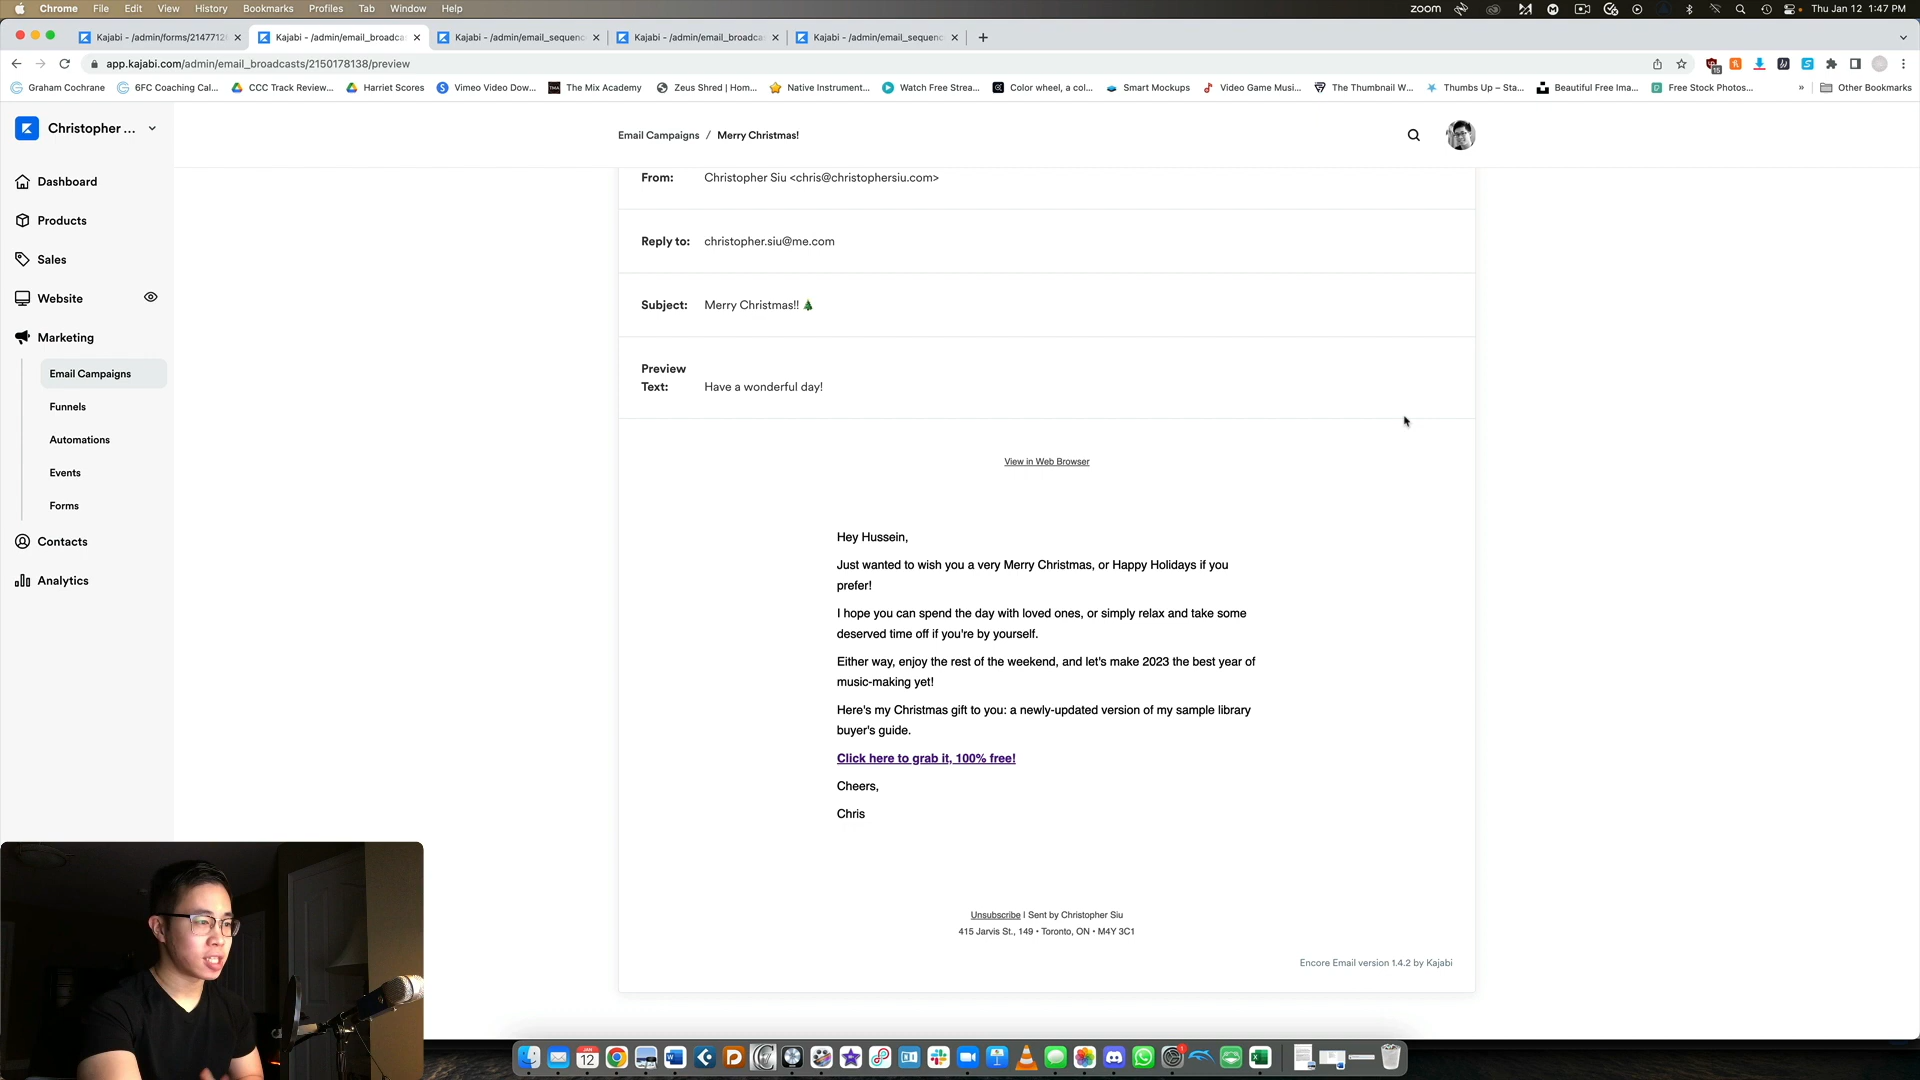 Chrome File Edit View History Bookmarks Profiles Tab Window Help
zoom Thu Jan 12 1:47 PM
Kajabi - /admin/forms/2147712
Kajabi - /admin/email_broadca
Kajabi - /admin/email_sequen
Kajabi - /admin/email_broadca
Kajabi - /admin/email_sequen
app.kajabi.com/admin/email_broadcasts/2150178138/preview
Graham Cochrane
6FC Coaching Cal...
CCC Track Review...
Harriet Scores
Vimeo Video Dow...
The Mix Academy
Zeus Shred | Hom...
Native Instrument...
Watch Free Strea...
Color wheel, a col...
Smart Mockups
Video Game Musi...
The Thumbnail W...
Thumbs Up – Sta...
Beautiful Free Ima...
Free Stock Photos...
»
Other Bookmarks
Christopher ...
Email Campaigns / Merry Christmas!
Dashboard
Products
Sales
Website
Marketing
Email Campaigns
Funnels
Automations
Events
Forms
Contacts
Analytics
From: Christopher Siu <chris@christophersiu.com>
Reply to: christopher.siu@me.com
Subject: Merry Christmas!! 🎄
Preview
Text: Have a wonderful day!
View in Web Browser
Hey Hussein,
Just wanted to wish you a very Merry Christmas, or Happy Holidays if you
prefer!
I hope you can spend the day with loved ones, or simply relax and take some
deserved time off if you're by yourself.
Either way, enjoy the rest of the weekend, and let's make 2023 the best year of
music-making yet!
Here's my Christmas gift to you: a newly-updated version of my sample library
buyer's guide.
Click here to grab it, 100% free!
Cheers,
Chris
Unsubscribe | Sent by Christopher Siu
415 Jarvis St., 149 • Toronto, ON • M4Y 3C1
Encore Email version 1.4.2 by Kajabi